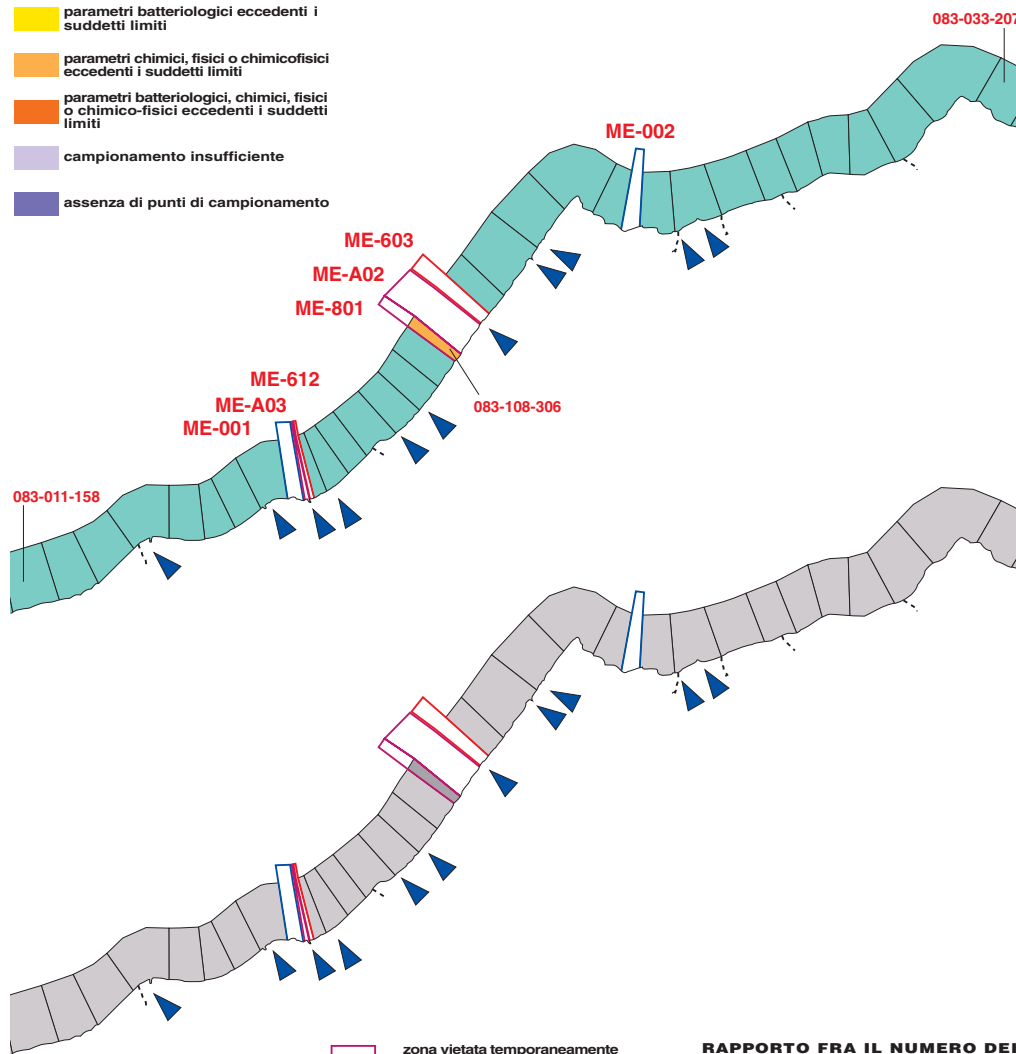 parametri batteriologici eccedenti i
suddetti limiti
parametri chimici, fisici o chimicofisici
eccedenti i suddetti limiti
parametri batteriologici, chimici, fisici
o chimico-fisici eccedenti i suddetti
limiti
campionamento insufficiente
assenza di punti di campionamento
083-033-207
ME-002
ME-603
ME-A02
ME-801
083-108-306
ME-612
ME-A03
ME-001
083-011-158
zona vietata temporaneamente
RAPPORTO FRA IL NUMERO DEI